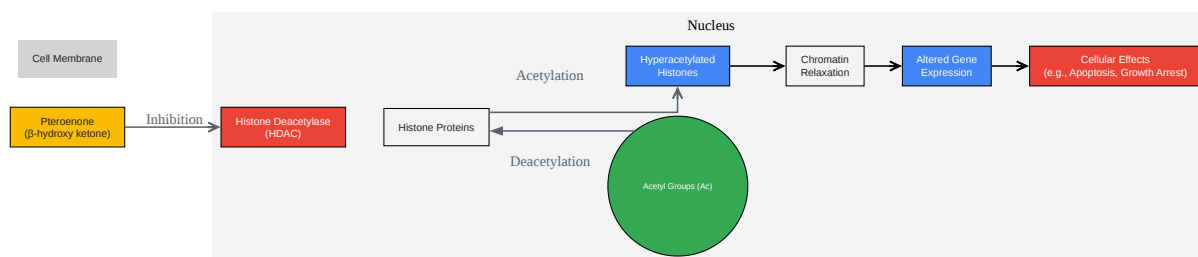 Nucleus
Cell Membrane
Hyperacetylated
Histones
Chromatin
Relaxation
Altered Gene
Expression
Cellular Effects
(e.g., Apoptosis, Growth Arrest)
Acetylation
Pteroenone
(β-hydroxy ketone)
Inhibition
Histone Deacetylase
(HDAC)
Histone Proteins
Deacetylation
Acetyl Groups (Ac)